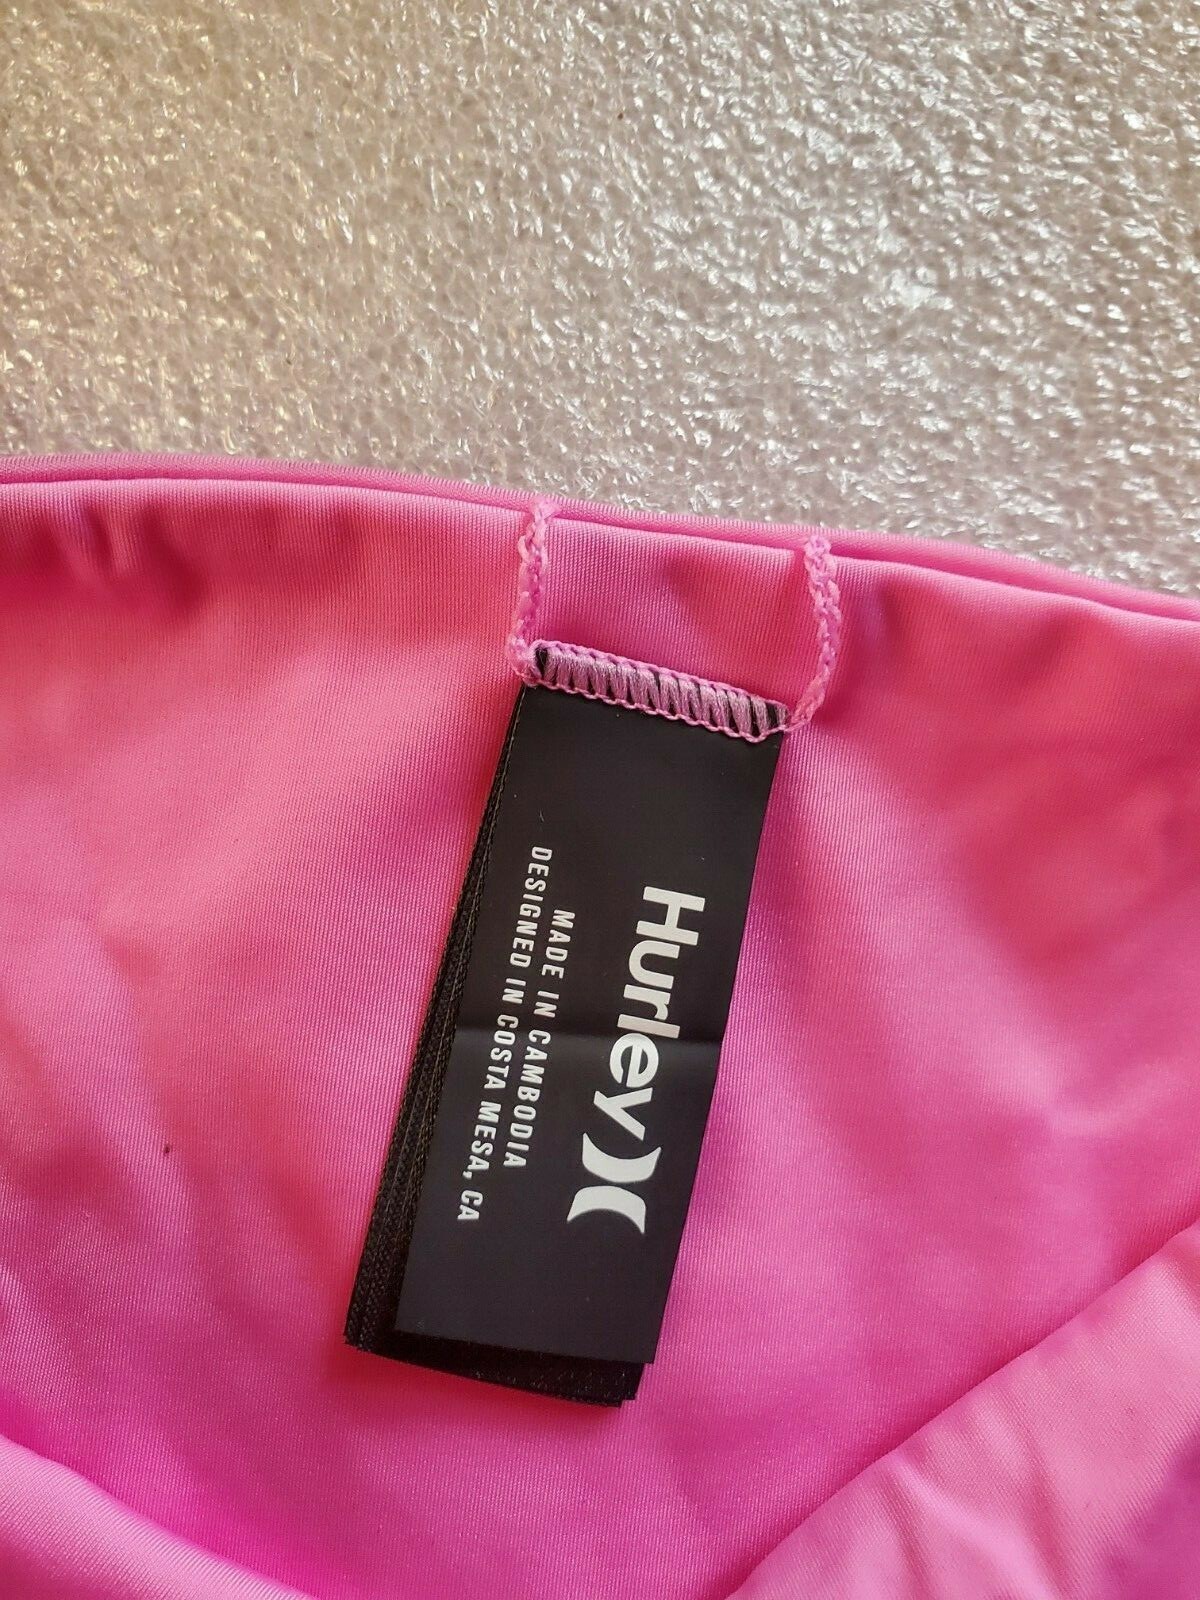 Hurley
MADE IN CAMBODIA
DESIGNED IN COSTA MESA, CA